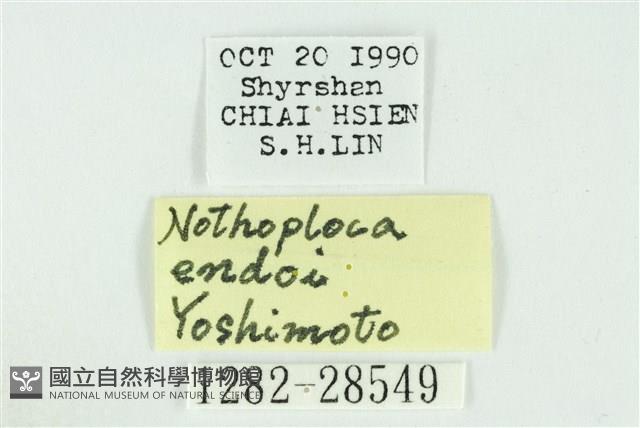 OCT 20 1990
Shyrshan
CHIAI HSIEN
S.H.LIN
Nothoploca
endoi
Yoshimoto
國立自然科學博物館
NATIONAL MUSEUM OF NATURAL SCIENCE
1282-28549